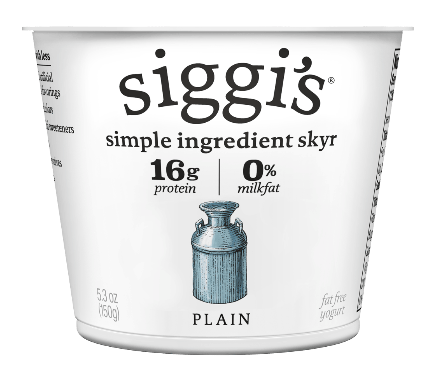 siggi's®
simple ingredient skyr
16g
protein
0%
milkfat
PLAIN
5.3 oz
(150g)
fat free
yogurt